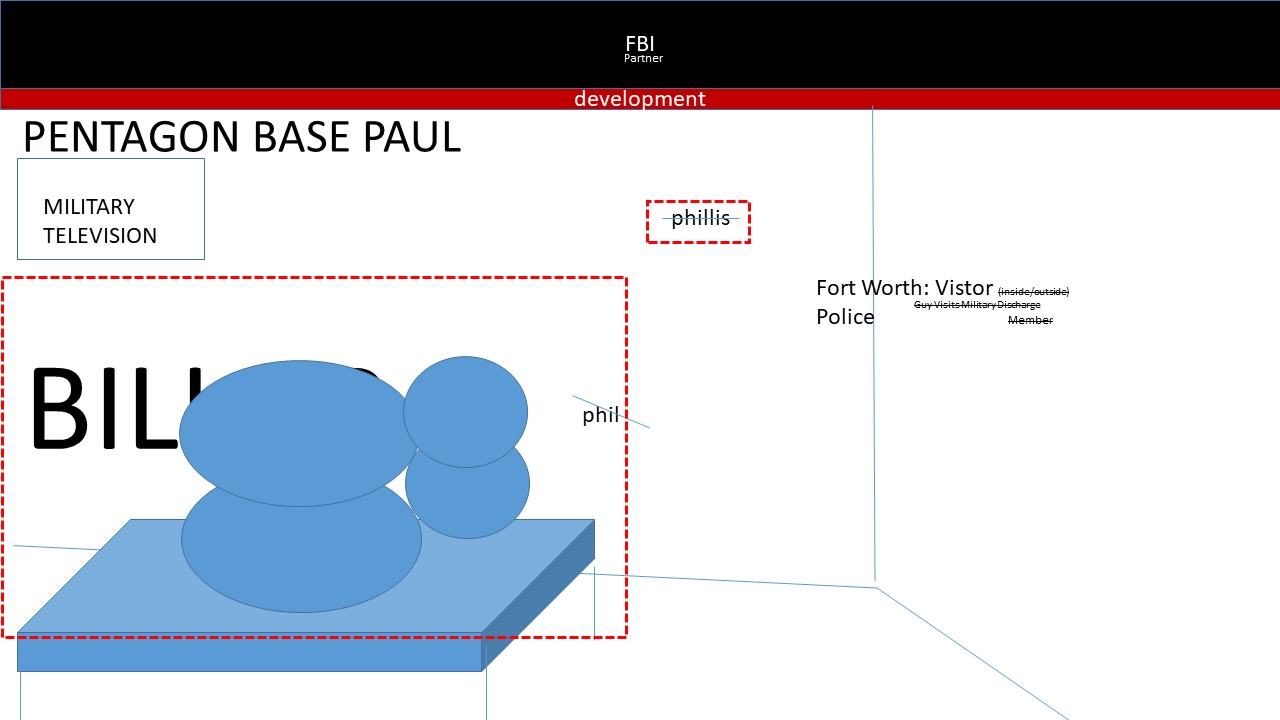 FBI
Partner
development
PENTAGON BASE PAUL
MILITARY
TELEVISION
phillis
Fort Worth: Vistor (inside/outside)
Guy Visits Military Discharge
Police
Member
phil